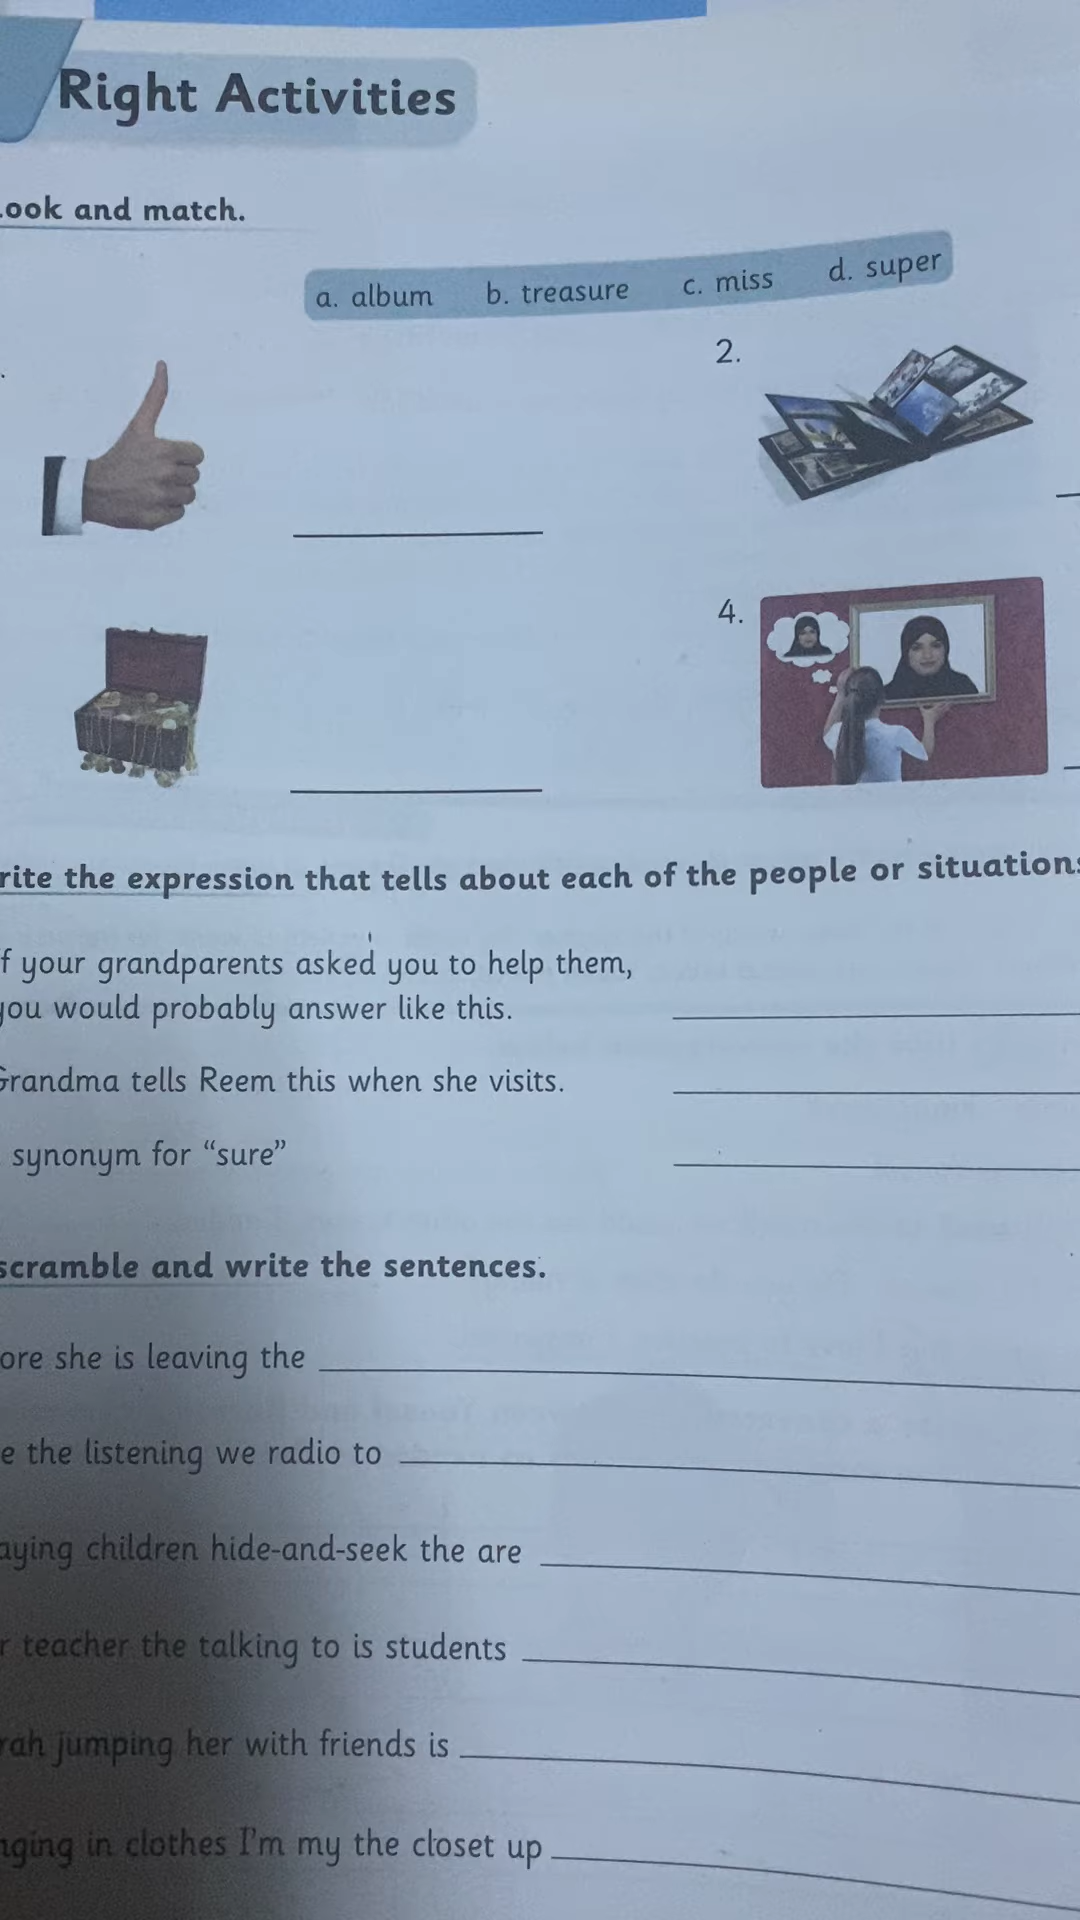 Right Activities
ook and match.
a. album b. treasure c. miss d. super
2.
4.
rite the expression that tells about each of the people or situations
f your grandparents asked you to help them,
you would probably answer like this.
Grandma tells Reem this when she visits.
synonym for “sure”
scramble and write the sentences.
ore she is leaving the
e the listening we radio to
aying children hide-and-seek the are
r teacher the talking to is students
rah jumping her with friends is
nging in clothes I’m my the closet up